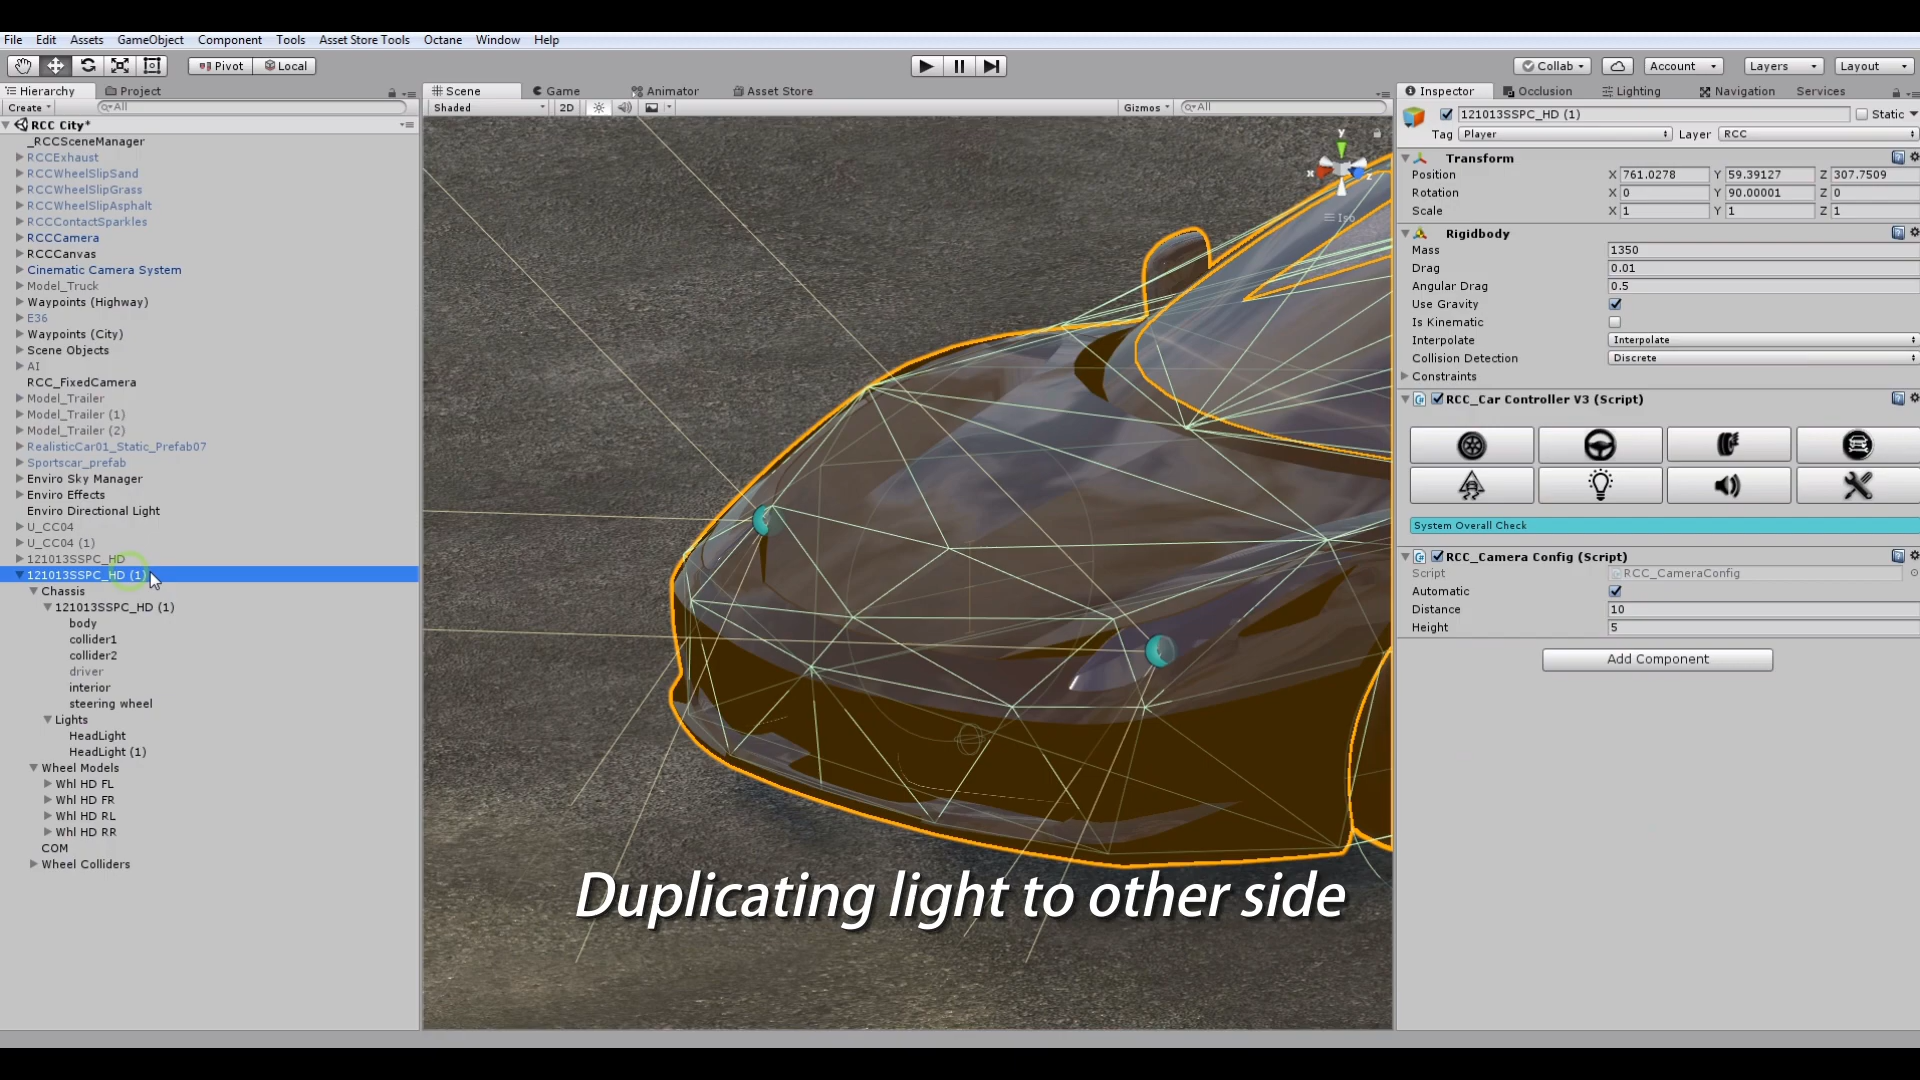 File Edit Assets GameObject Component Tools Asset Store Tools Octane Window Help
Pivot Local Collab Account Layers Layout
Hierarchy Project
Create All
RCC City*
_RCCSceneManager
RCCExhaust
RCCWheelSlipSand
RCCWheelSlipGrass
RCCWheelSlipAsphalt
RCCContactSparkles
RCCCamera
RCCCanvas
Cinematic Camera System
Model_Truck
Waypoints (Highway)
E36
Waypoints (City)
Scene Objects
AI
RCC_FixedCamera
Model_Trailer
Model_Trailer (1)
Model_Trailer (2)
RealisticCar01_Static_Prefab07
Sportscar_prefab
Enviro Sky Manager
Enviro Effects
Enviro Directional Light
U_CC04
U_CC04 (1)
121013SSPC_HD
121013SSPC_HD (1)
Chassis
121013SSPC_HD (1)
body
collider1
collider2
driver
interior
steering wheel
Lights
HeadLight
HeadLight (1)
Wheel Models
Whl HD FL
Whl HD FR
Whl HD RL
Whl HD RR
COM
Wheel Colliders
Scene Game Animator Asset Store
Shaded 2D Gizmos All
y
x z
Iso
Duplicating light to other side
Inspector Occlusion Lighting Navigation Services
121013SSPC_HD (1) Static
Tag Player Layer RCC
Transform
Position X 761.0278 Y 59.39127 Z 307.7509
Rotation X 0 Y 90.00001 Z 0
Scale X 1 Y 1 Z 1
Rigidbody
Mass 1350
Drag 0.01
Angular Drag 0.5
Use Gravity
Is Kinematic
Interpolate Interpolate
Collision Detection Discrete
Constraints
RCC_Car Controller V3 (Script)
System Overall Check
RCC_Camera Config (Script)
Script RCC_CameraConfig
Automatic
Distance 10
Height 5
Add Component